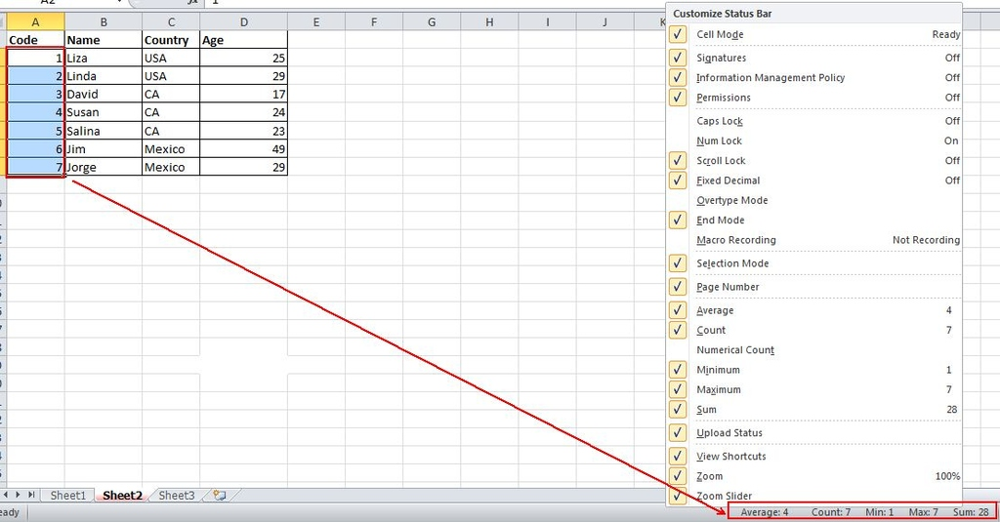 A2 fx 1
A B C D E F G H I J K
Code Name Country Age
1 Liza USA 25
2 Linda USA 29
3 David CA 17
4 Susan CA 24
5 Salina CA 23
6 Jim Mexico 49
7 Jorge Mexico 29
Customize Status Bar
Cell Mode Ready
Signatures Off
Information Management Policy Off
Permissions Off
Caps Lock Off
Num Lock On
Scroll Lock Off
Fixed Decimal Off
Overtype Mode
End Mode
Macro Recording Not Recording
Selection Mode
Page Number
Average 4
Count 7
Numerical Count
Minimum 1
Maximum 7
Sum 28
Upload Status
View Shortcuts
Zoom 100%
Zoom Slider
Sheet1 Sheet2 Sheet3
eady Average: 4 Count: 7 Min: 1 Max: 7 Sum: 28